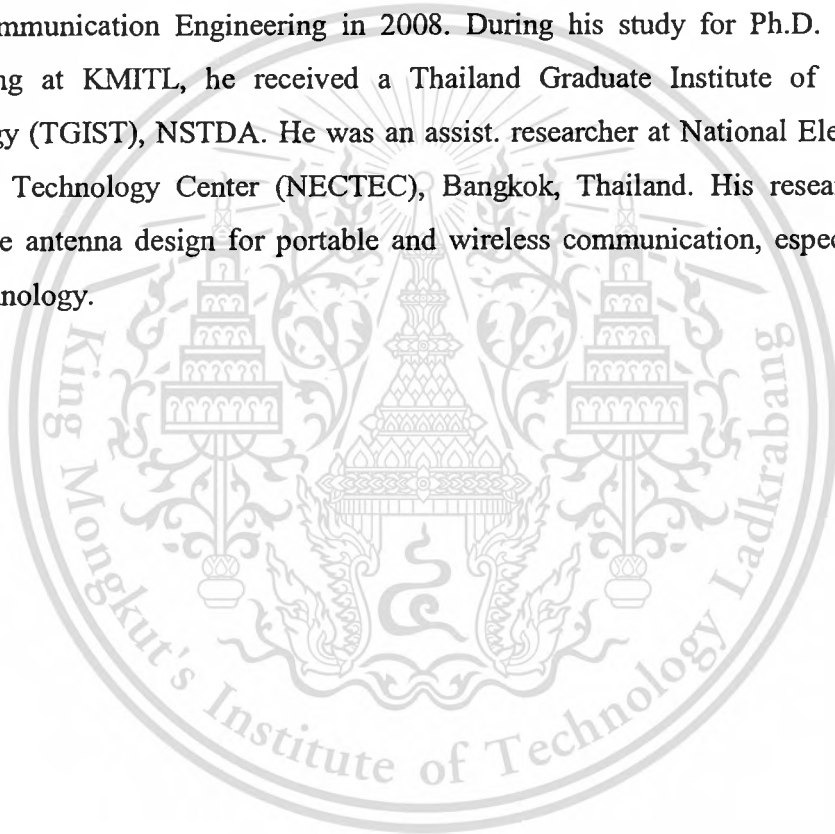 mmunication Engineering in 2008. During his study for Ph.D.
ng at KMITL, he received a Thailand Graduate Institute of
gy (TGIST), NSTDA. He was an assist. researcher at National Ele
Technology Center (NECTEC), Bangkok, Thailand. His resear
e antenna design for portable and wireless communication, espec
nology.
King Mongkut's Institute of Technology Ladkrabang